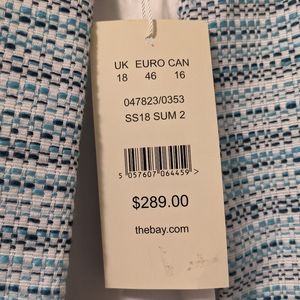 UK EURO CAN
18 46 16
047823/0353
SS18 SUM 2
5 057607 064459 >
$289.00
thebay.com